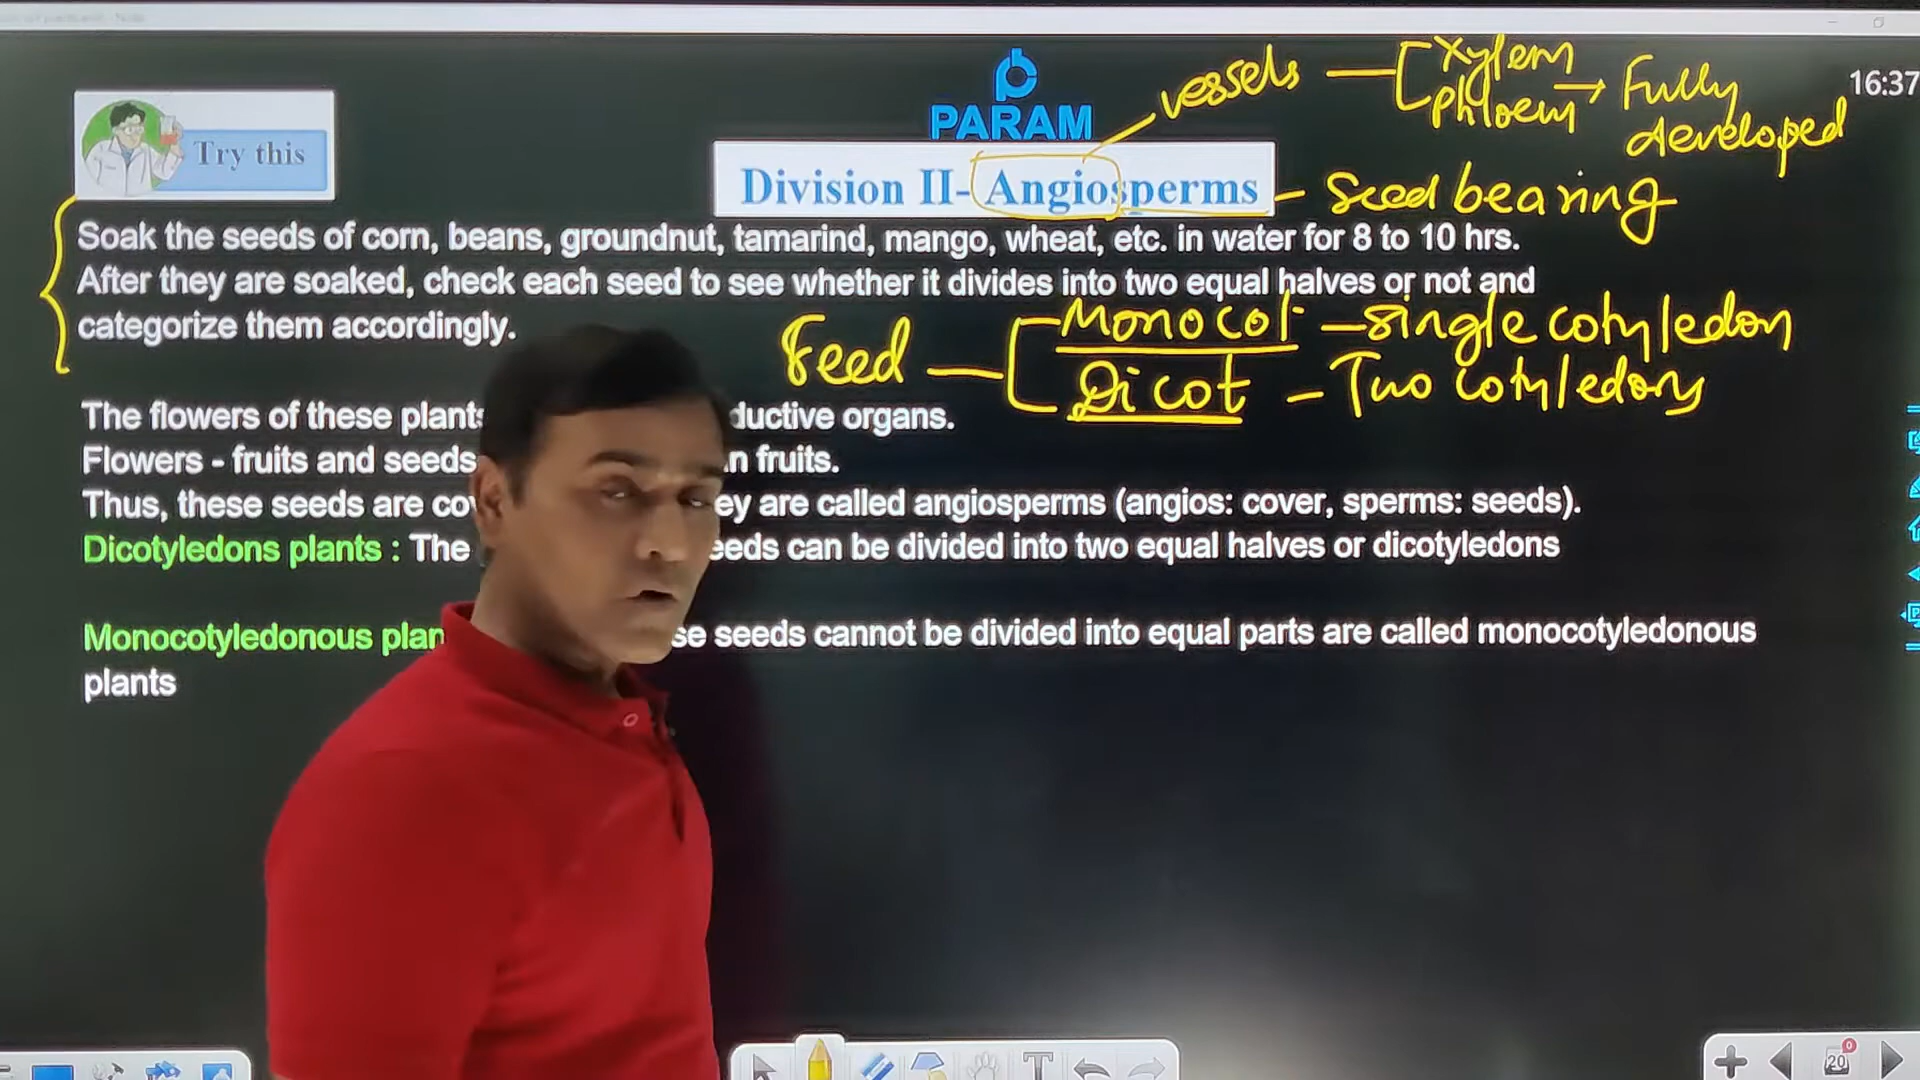 vessels
Xylem
Phloem → Fully developed
16:37
PARAM
Try this
Division II- Angiosperms - Seed bearing
Soak the seeds of corn, beans, groundnut, tamarind, mango, wheat, etc. in water for 8 to 10 hrs.
After they are soaked, check each seed to see whether it divides into two equal halves or not and
categorize them accordingly.
Seed
Monocot - single cotyledon
Dicot - Two cotyledons
The flowers of these plants ductive organs.
Flowers - fruits and seeds n fruits.
Thus, these seeds are cov ey are called angiosperms (angios: cover, sperms: seeds).
Dicotyledons plants : The eeds can be divided into two equal halves or dicotyledons
Monocotyledonous plan se seeds cannot be divided into equal parts are called monocotyledonous
plants
T
20
0